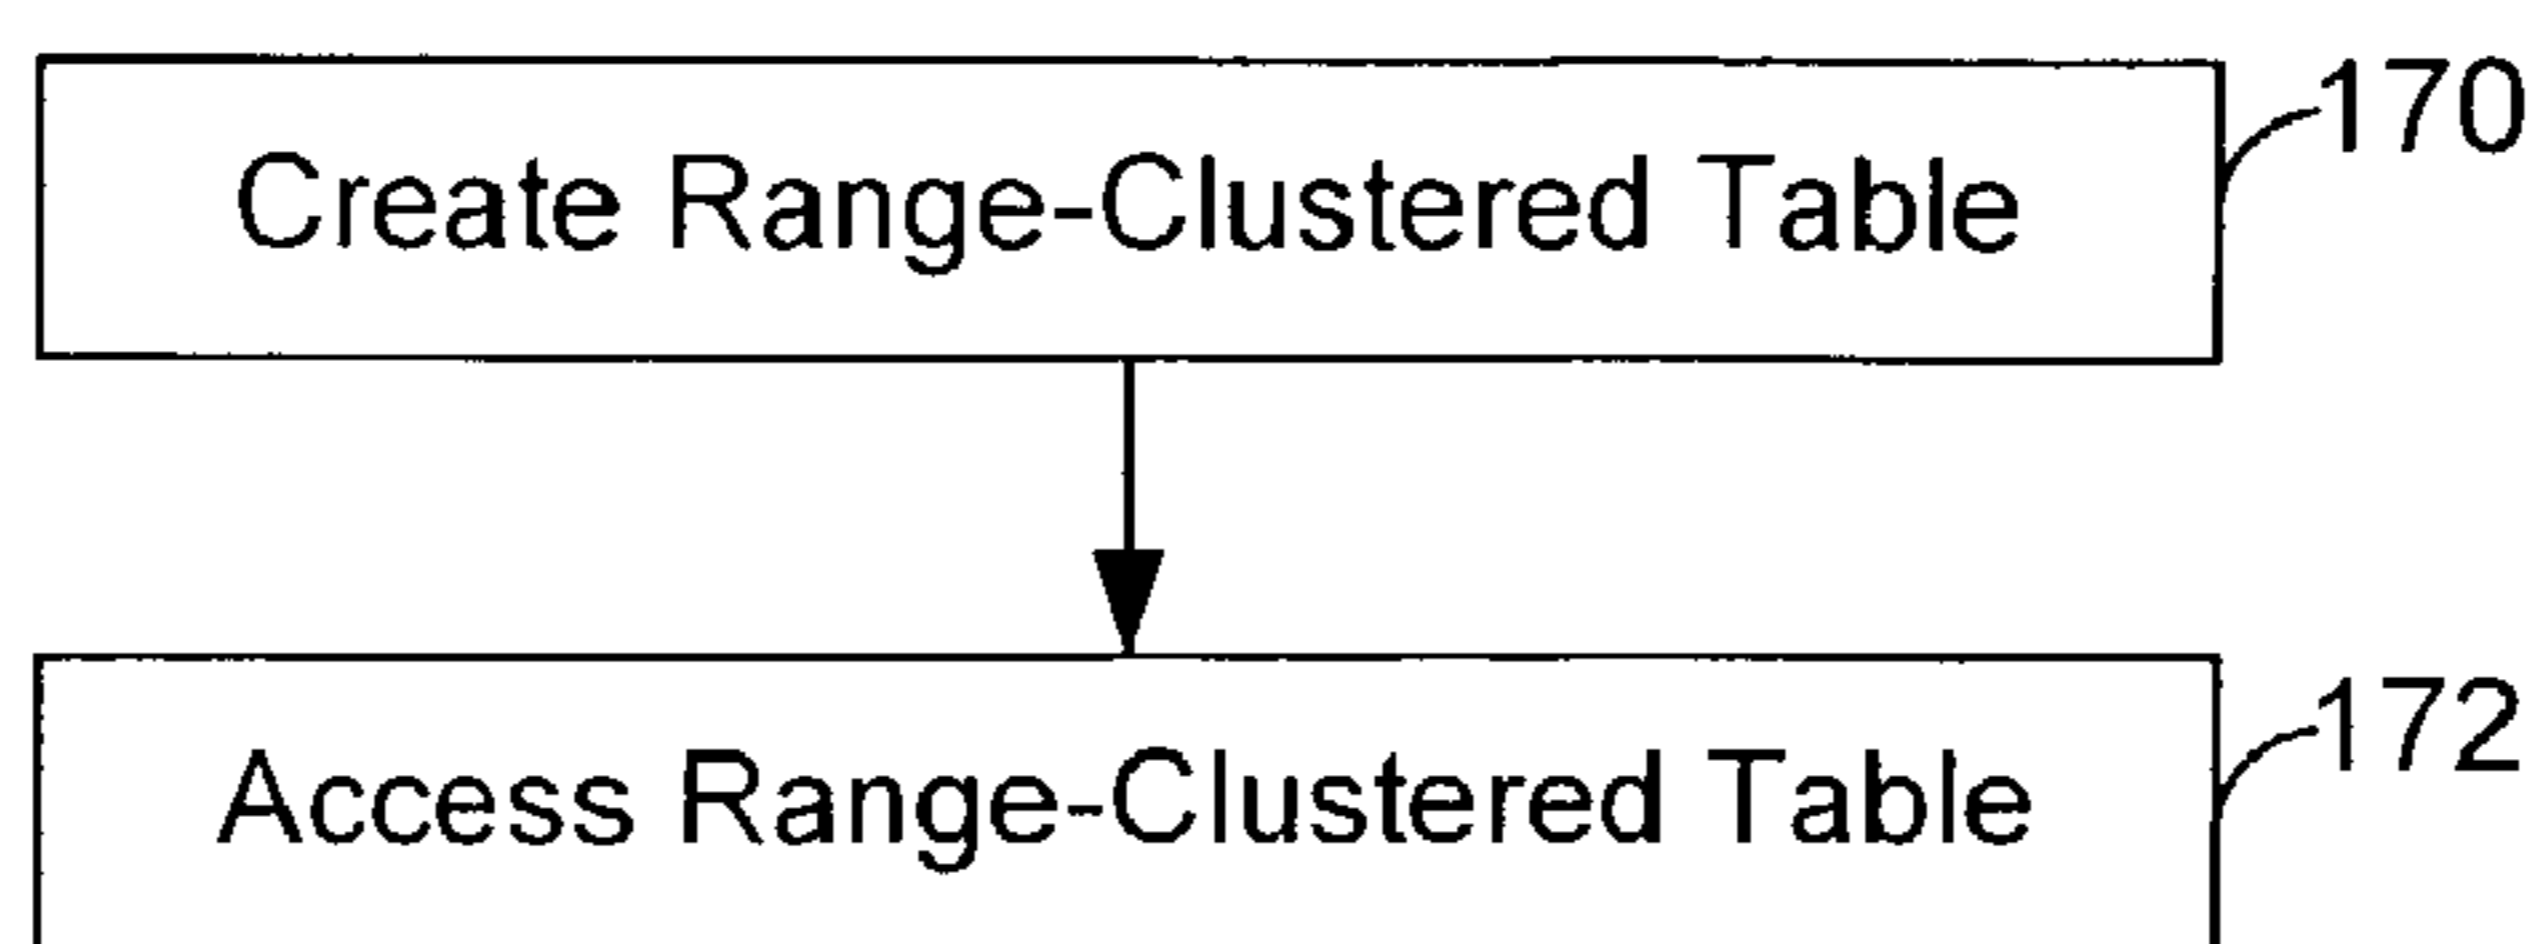 Create Range-Clustered Table
170
Access Range-Clustered Table
172